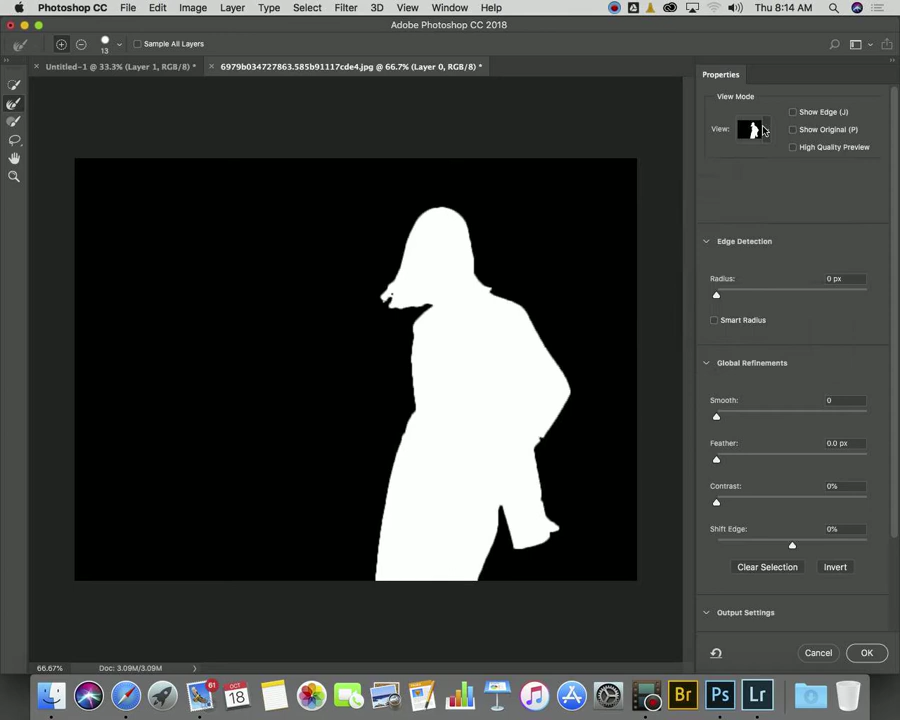 Photoshop CC File Edit Image Layer Type Select Filter 3D View Window Help Thu 8:14 AM
Adobe Photoshop CC 2018
13 Sample All Layers
Untitled-1 @ 33.3% (Layer 1, RGB/8) * 6979b034727863.585b91117cde4.jpg @ 66.7% (Layer 0, RGB/8) *
Properties
View Mode
Show Edge (J)
View: Show Original (P)
High Quality Preview
Edge Detection
Radius: 0 px
Smart Radius
Global Refinements
Smooth: 0
Feather: 0.0 px
Contrast: 0%
Shift Edge: 0%
Clear Selection Invert
Output Settings
Cancel OK
66.67% Doc: 3.09M/3.09M
61
OCT
18
Br Ps Lr